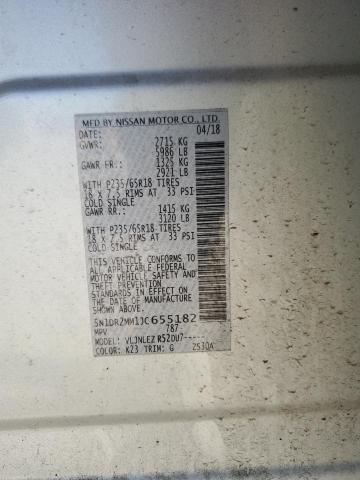 MFD BY NISSAN MOTOR CO., LTD.
DATE: 04/18
GVWR: 2715 KG
5986 LB
GAWR FR.: 1325 KG
2921 LB
WITH P235/65R18 TIRES
18 X 7.5 RIMS AT 33 PSI
COLD SINGLE
GAWR RR.: 1415 KG
3120 LB
WITH P235/65R18 TIRES
18 X 7.5 RIMS AT 33 PSI
COLD SINGLE
THIS VEHICLE CONFORMS TO ALL
APPLICABLE FEDERAL
MOTOR VEHICLE SAFETY AND
THEFT PREVENTION
STANDARDS IN EFFECT ON
THE DATE OF MANUFACTURE
5N1DR2MM1JC655182
MPV 787
MODEL: VLJNLEZ R52DU7------
COLOR: K23 TRIM: G 2530A